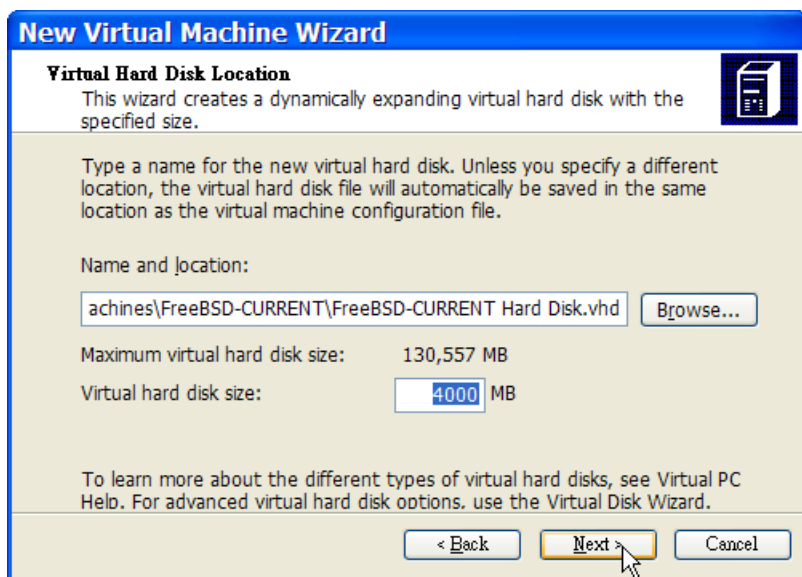 New Virtual Machine Wizard
Virtual Hard Disk Location
This wizard creates a dynamically expanding virtual hard disk with the
specified size.
Type a name for the new virtual hard disk. Unless you specify a different
location, the virtual hard disk file will automatically be saved in the same
location as the virtual machine configuration file.
Name and location:
achines\FreeBSD-CURRENT\FreeBSD-CURRENT Hard Disk.vhd Browse...
Maximum virtual hard disk size: 130,557 MB
Virtual hard disk size: 4000 MB
To learn more about the different types of virtual hard disks, see Virtual PC
Help. For advanced virtual hard disk options, use the Virtual Disk Wizard.
< Back Next > Cancel